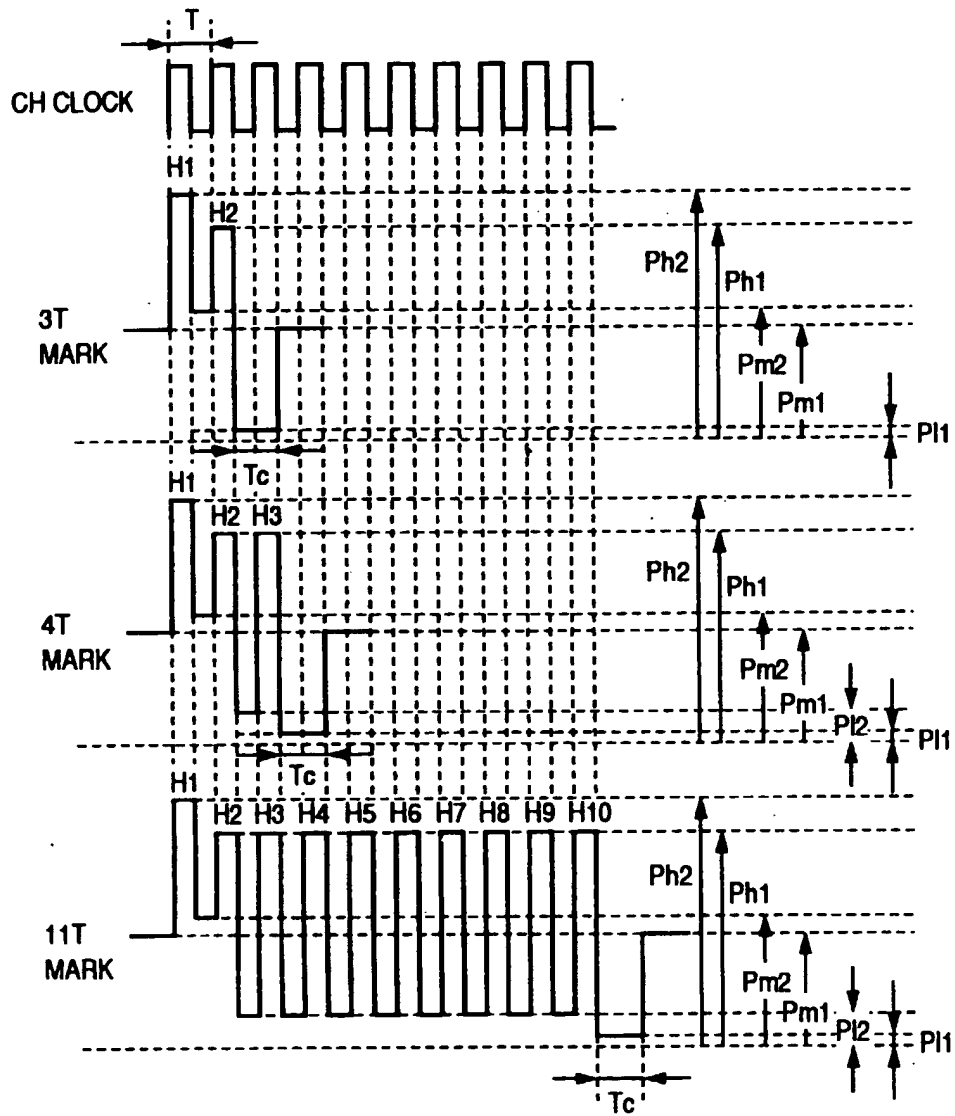 T
CH CLOCK
H1
H2
Ph2
Ph1
3T
MARK
Pm2
Pm1
Pl1
Tc
H1
H2 H3
Ph2
Ph1
4T
MARK
Pm2
Pm1
Pl2
Pl1
Tc
H1
H2 H3 H4 H5 H6 H7 H8 H9 H10
Ph2
Ph1
11T
MARK
Pm2
Pm1
Pl2
Pl1
Tc